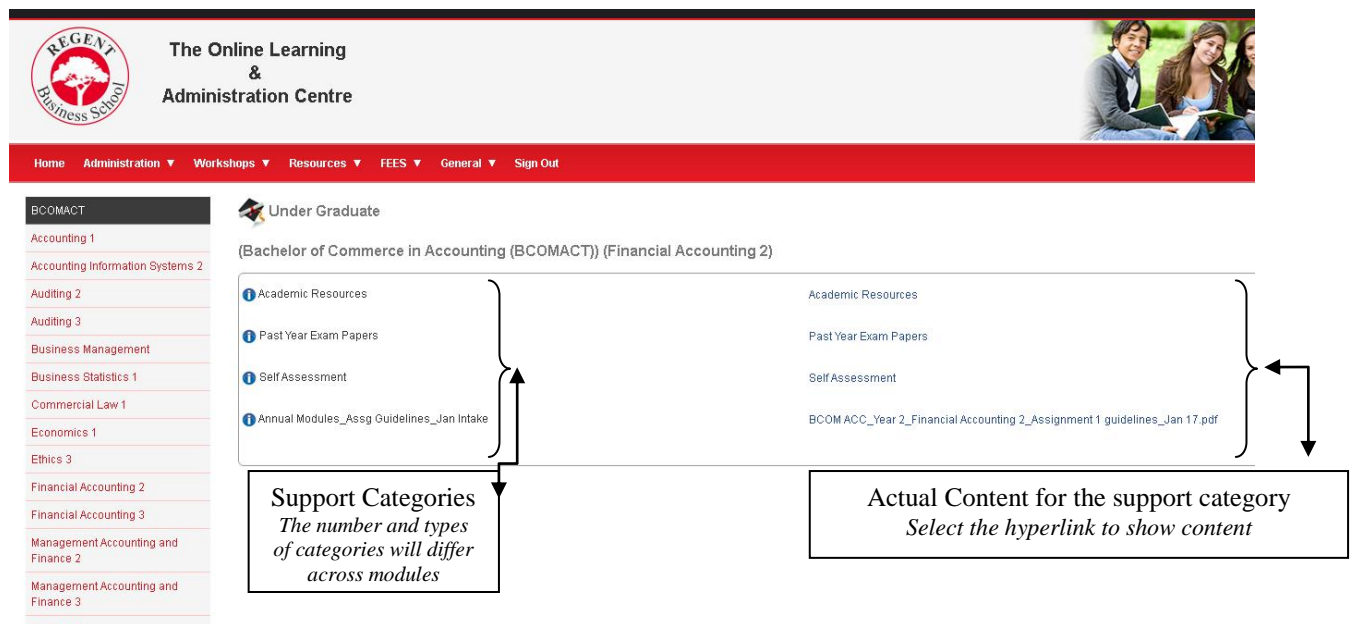 REGENT
Business School
The Online Learning
&
Administration Centre
Home Administration ▼ Workshops ▼ Resources ▼ FEES ▼ General ▼ Sign Out
BCOMACT
Accounting 1
Accounting Information Systems 2
Auditing 2
Auditing 3
Business Management
Business Statistics 1
Commercial Law 1
Economics 1
Ethics 3
Financial Accounting 2
Financial Accounting 3
Management Accounting and
Finance 2
Management Accounting and
Finance 3
Under Graduate
(Bachelor of Commerce in Accounting (BCOMACT)) (Financial Accounting 2)
Academic Resources
Academic Resources
Past Year Exam Papers
Past Year Exam Papers
Self Assessment
Self Assessment
Annual Modules_Assg Guidelines_Jan Intake
BCOM ACC_Year 2_Financial Accounting 2_Assignment 1 guidelines_Jan 17.pdf
Support Categories
The number and types
of categories will differ
across modules
Actual Content for the support category
Select the hyperlink to show content